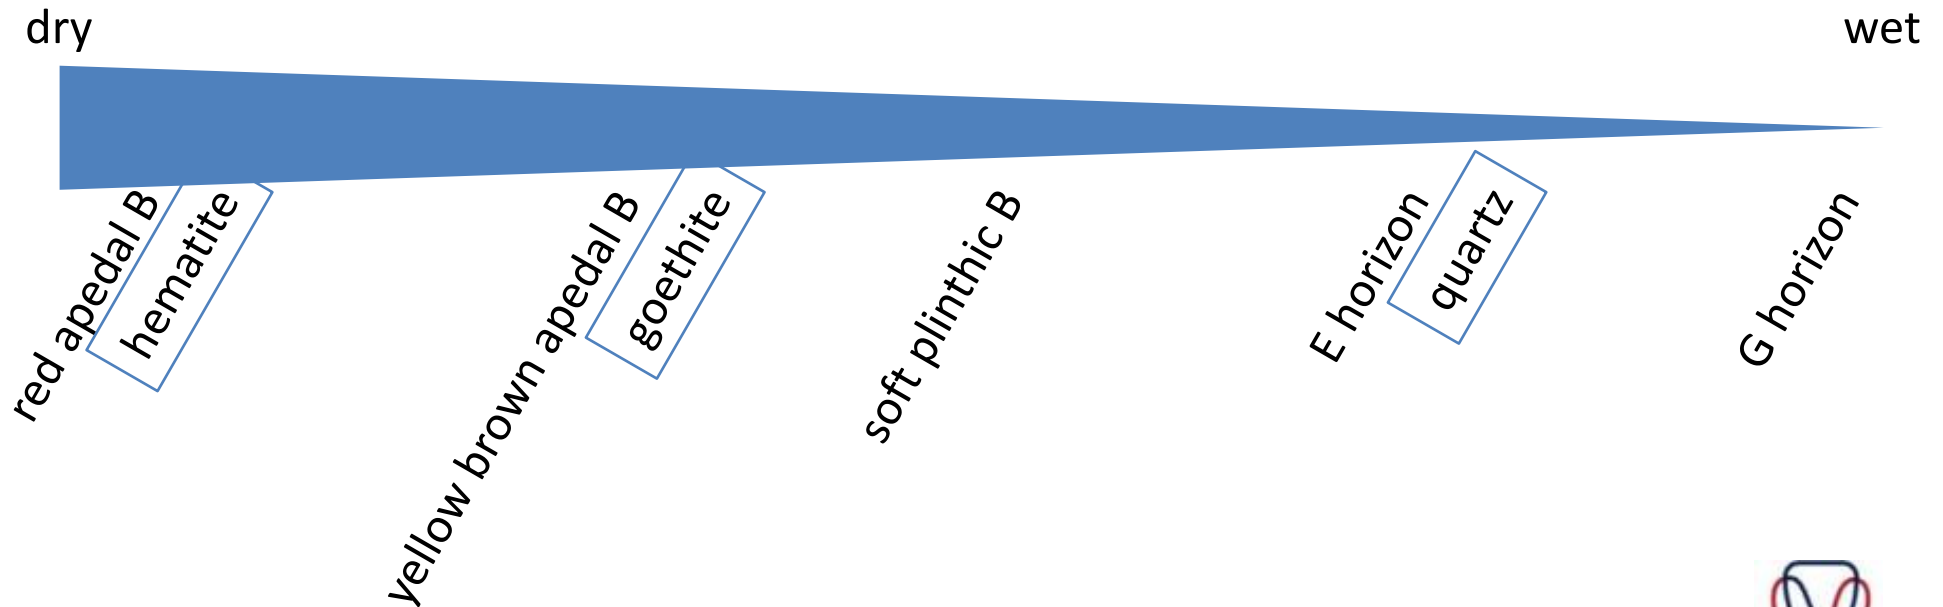 dry
wet
red apedal B
hematite
yellow brown apedal B
goethite
soft plinthic B
E horizon
quartz
G horizon